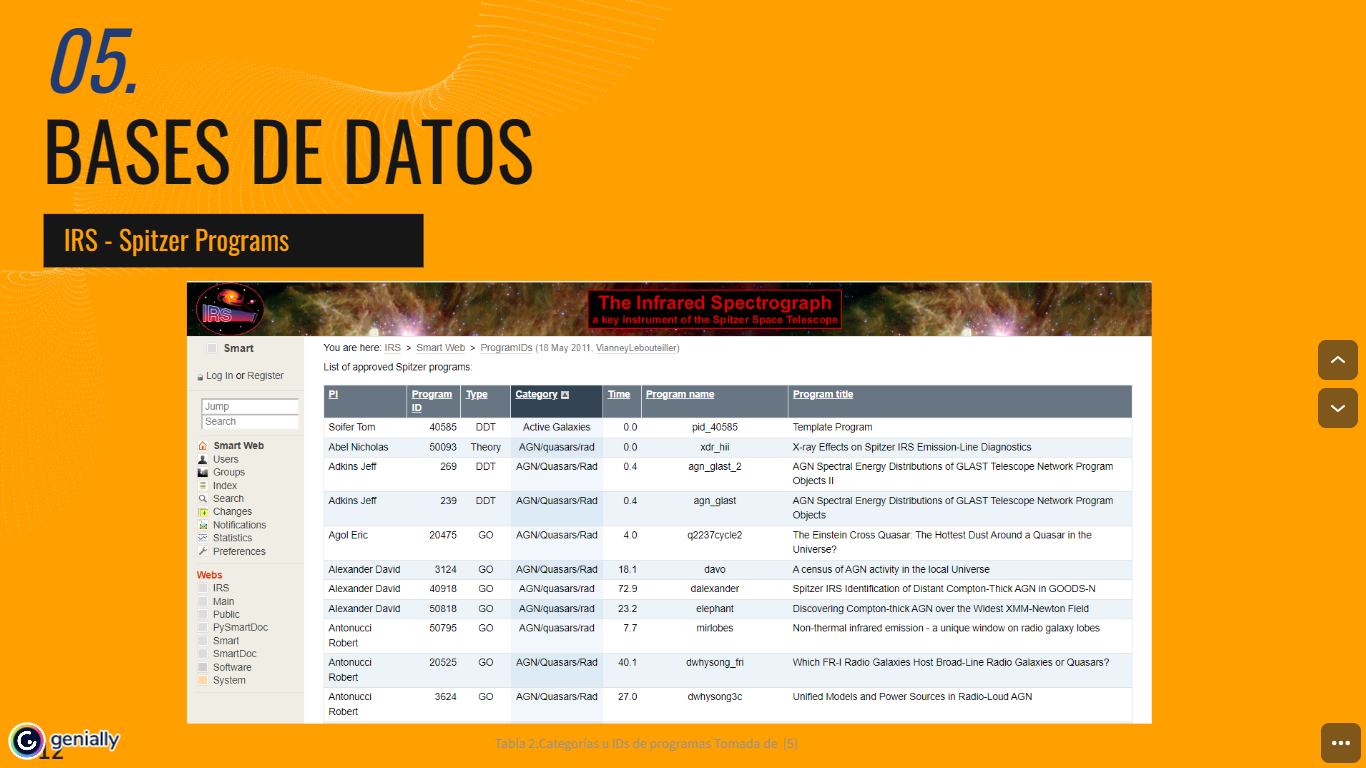 05.
BASES DE DATOS
IRS - Spitzer Programs
IRS
The Infrared Spectrograph
a key instrument of the Spitzer Space Telescope
Smart
Log In or Register
Jump
Search
Smart Web
Users
Groups
Index
Search
Changes
Notifications
Statistics
Preferences
Webs
IRS
Main
Public
PySmartDoc
Smart
SmartDoc
Software
System
You are here: IRS > Smart Web > ProgramIDs (18 May 2011, VianneyLebouteiller)
List of approved Spitzer programs:
PI Program ID Type Category Time Program name Program title
Soifer Tom 40585 DDT Active Galaxies 0.0 pid_40585 Template Program
Abel Nicholas 50093 Theory AGN/quasars/rad 0.0 xdr_hii X-ray Effects on Spitzer IRS Emission-Line Diagnostics
Adkins Jeff 269 DDT AGN/Quasars/Rad 0.4 agn_glast_2 AGN Spectral Energy Distributions of GLAST Telescope Network Program
Objects II
Adkins Jeff 239 DDT AGN/Quasars/Rad 0.4 agn_glast AGN Spectral Energy Distributions of GLAST Telescope Network Program
Objects
Agol Eric 20475 GO AGN/Quasars/Rad 4.0 q2237cycle2 The Einstein Cross Quasar: The Hottest Dust Around a Quasar in the
Universe?
Alexander David 3124 GO AGN/Quasars/Rad 18.1 davo A census of AGN activity in the local Universe
Alexander David 40918 GO AGN/Quasars/Rad 72.9 dalexander Spitzer IRS Identification of Distant Compton-Thick AGN in GOODS-N
Alexander David 50818 GO AGN/quasars/rad 23.2 elephant Discovering Compton-thick AGN over the Widest XMM-Newton Field
Antonucci 50795 GO AGN/quasars/rad 7.7 mirlobes Non-thermal infrared emission - a unique window on radio galaxy lobes
Robert
Antonucci 20525 GO AGN/Quasars/Rad 40.1 dwhysong_fri Which FR-I Radio Galaxies Host Broad-Line Radio Galaxies or Quasars?
Robert
Antonucci 3624 GO AGN/Quasars/Rad 27.0 dwhysong3c Unified Models and Power Sources in Radio-Loud AGN
Robert
Tabla 2.Categorías u IDs de programas Tomada de [5]
genially
12